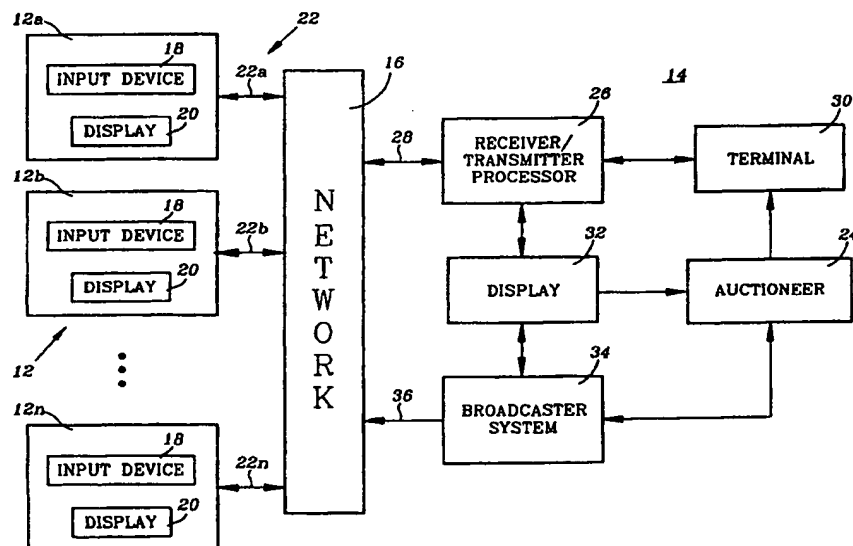 12a
18
INPUT DEVICE
20
DISPLAY
22a
22
12b
18
INPUT DEVICE
20
DISPLAY
22b
12
12n
18
INPUT DEVICE
20
DISPLAY
22n
16
NETWORK
28
36
14
26
RECEIVER/
TRANSMITTER
PROCESSOR
30
TERMINAL
32
DISPLAY
24
AUCTIONEER
34
BROADCASTER
SYSTEM